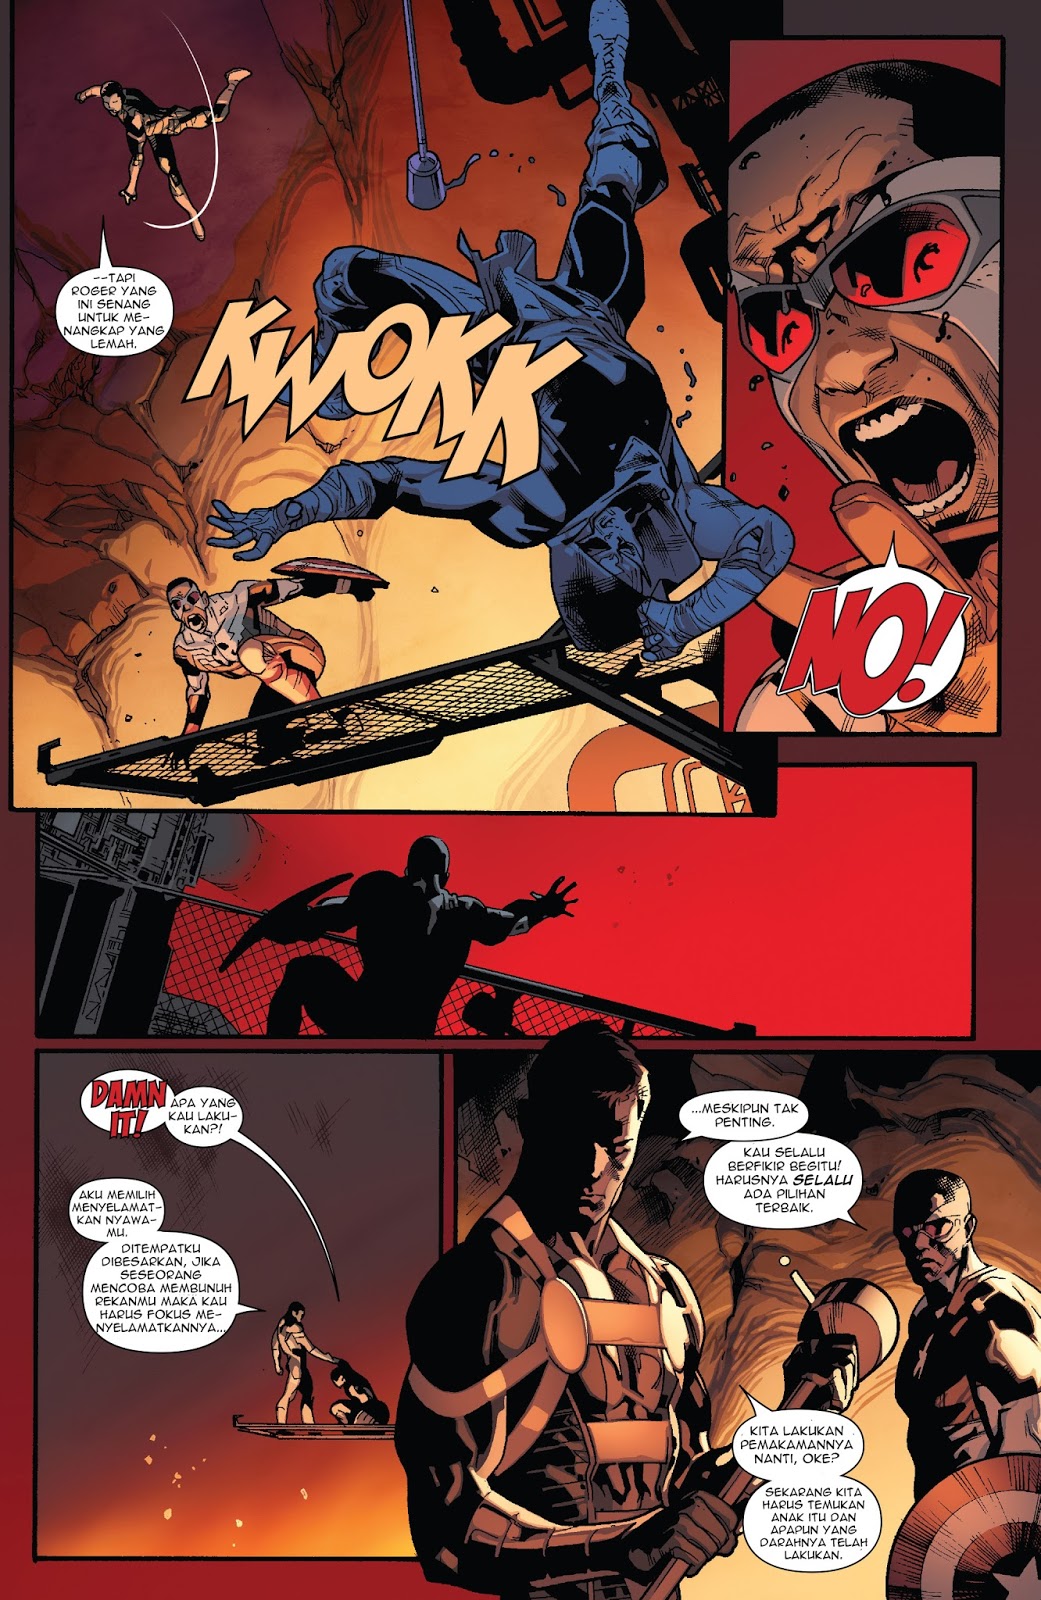 --TAPI
ROGER YANG
INI SENANG
UNTUK ME-
NANGKAP YANG
LEMAH.
KWOKK
NO!
DAMN
IT!
APA YANG
KAU LAKU-
KAN?!
AKU MEMILIH
MENYELAMAT-
KAN NYAWA-
MU.
DITEMPATKU
DIBESARKAN, JIKA
SESEORANG
MENCOBA MEMBUNUH
REKANMU MAKA KAU
HARUS FOKUS ME-
NYELAMATKANNYA...
...MESKIPUN TAK
PENTING.
KAU SELALU
BERFIKIR BEGITU!
HARUSNYA SELALU
ADA PILIHAN
TERBAIK.
KITA LAKUKAN
PEMAKAMANNYA
NANTI, OKE?
SEKARANG KITA
HARUS TEMUKAN
ANAK ITU DAN
APAPUN YANG
DARAHNYA TELAH
LAKUKAN.